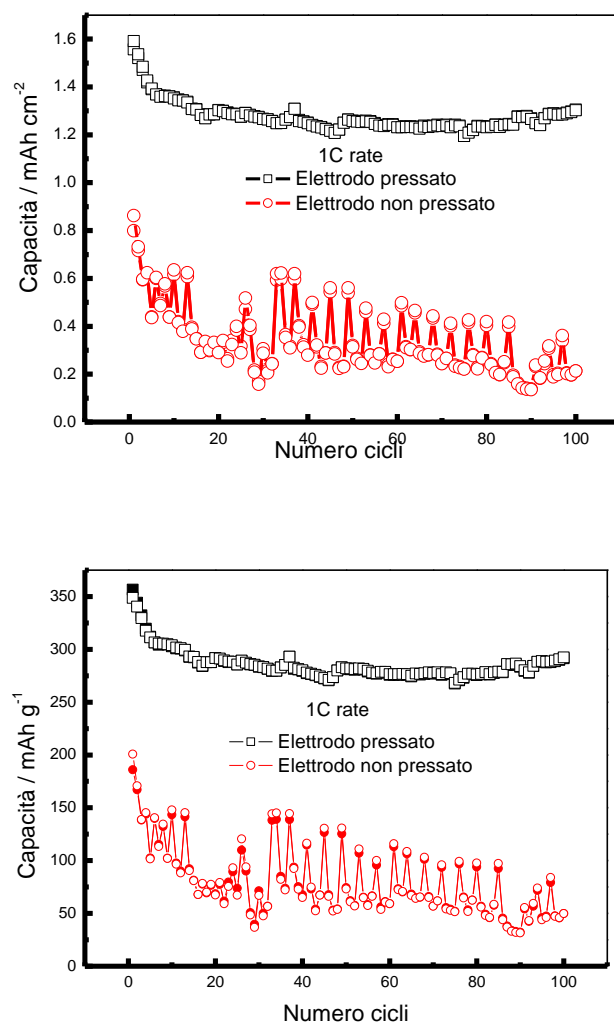 1.6
1.4
1.2
1.0
0.8
0.6
0.4
0.2
0.0
Capacità / mAh cm-2
1C rate
Elettrodo pressato
Elettrodo non pressato
0 20 40 60 80 100
Numero cicli
350
300
250
200
150
100
50
0
Capacità / mAh g-1
1C rate
Elettrodo pressato
Elettrodo non pressato
0 20 40 60 80 100
Numero cicli